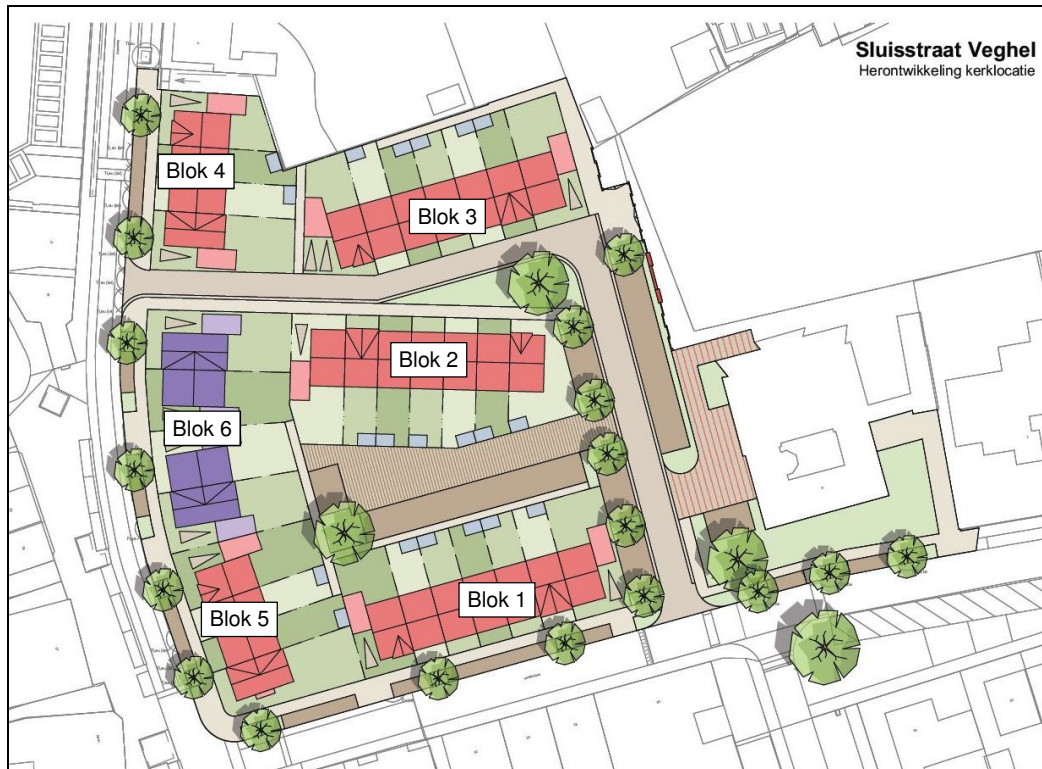 Sluisstraat Veghel
Herontwikkeling kerklocatie
Blok 4
Blok 3
Blok 2
Blok 6
Blok 1
Blok 5